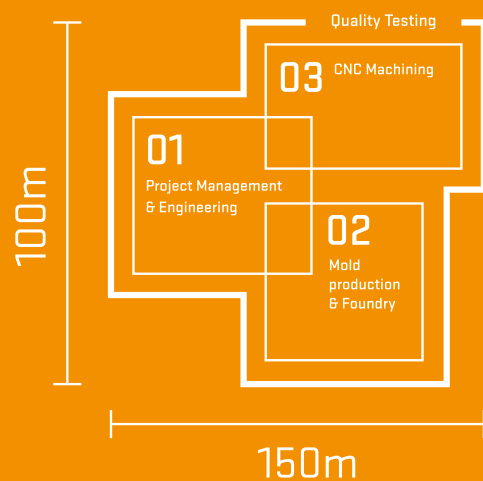 Quality Testing
03 CNC Machining
01
Project Management
& Engineering
02
Mold
production
& Foundry
100m
150m